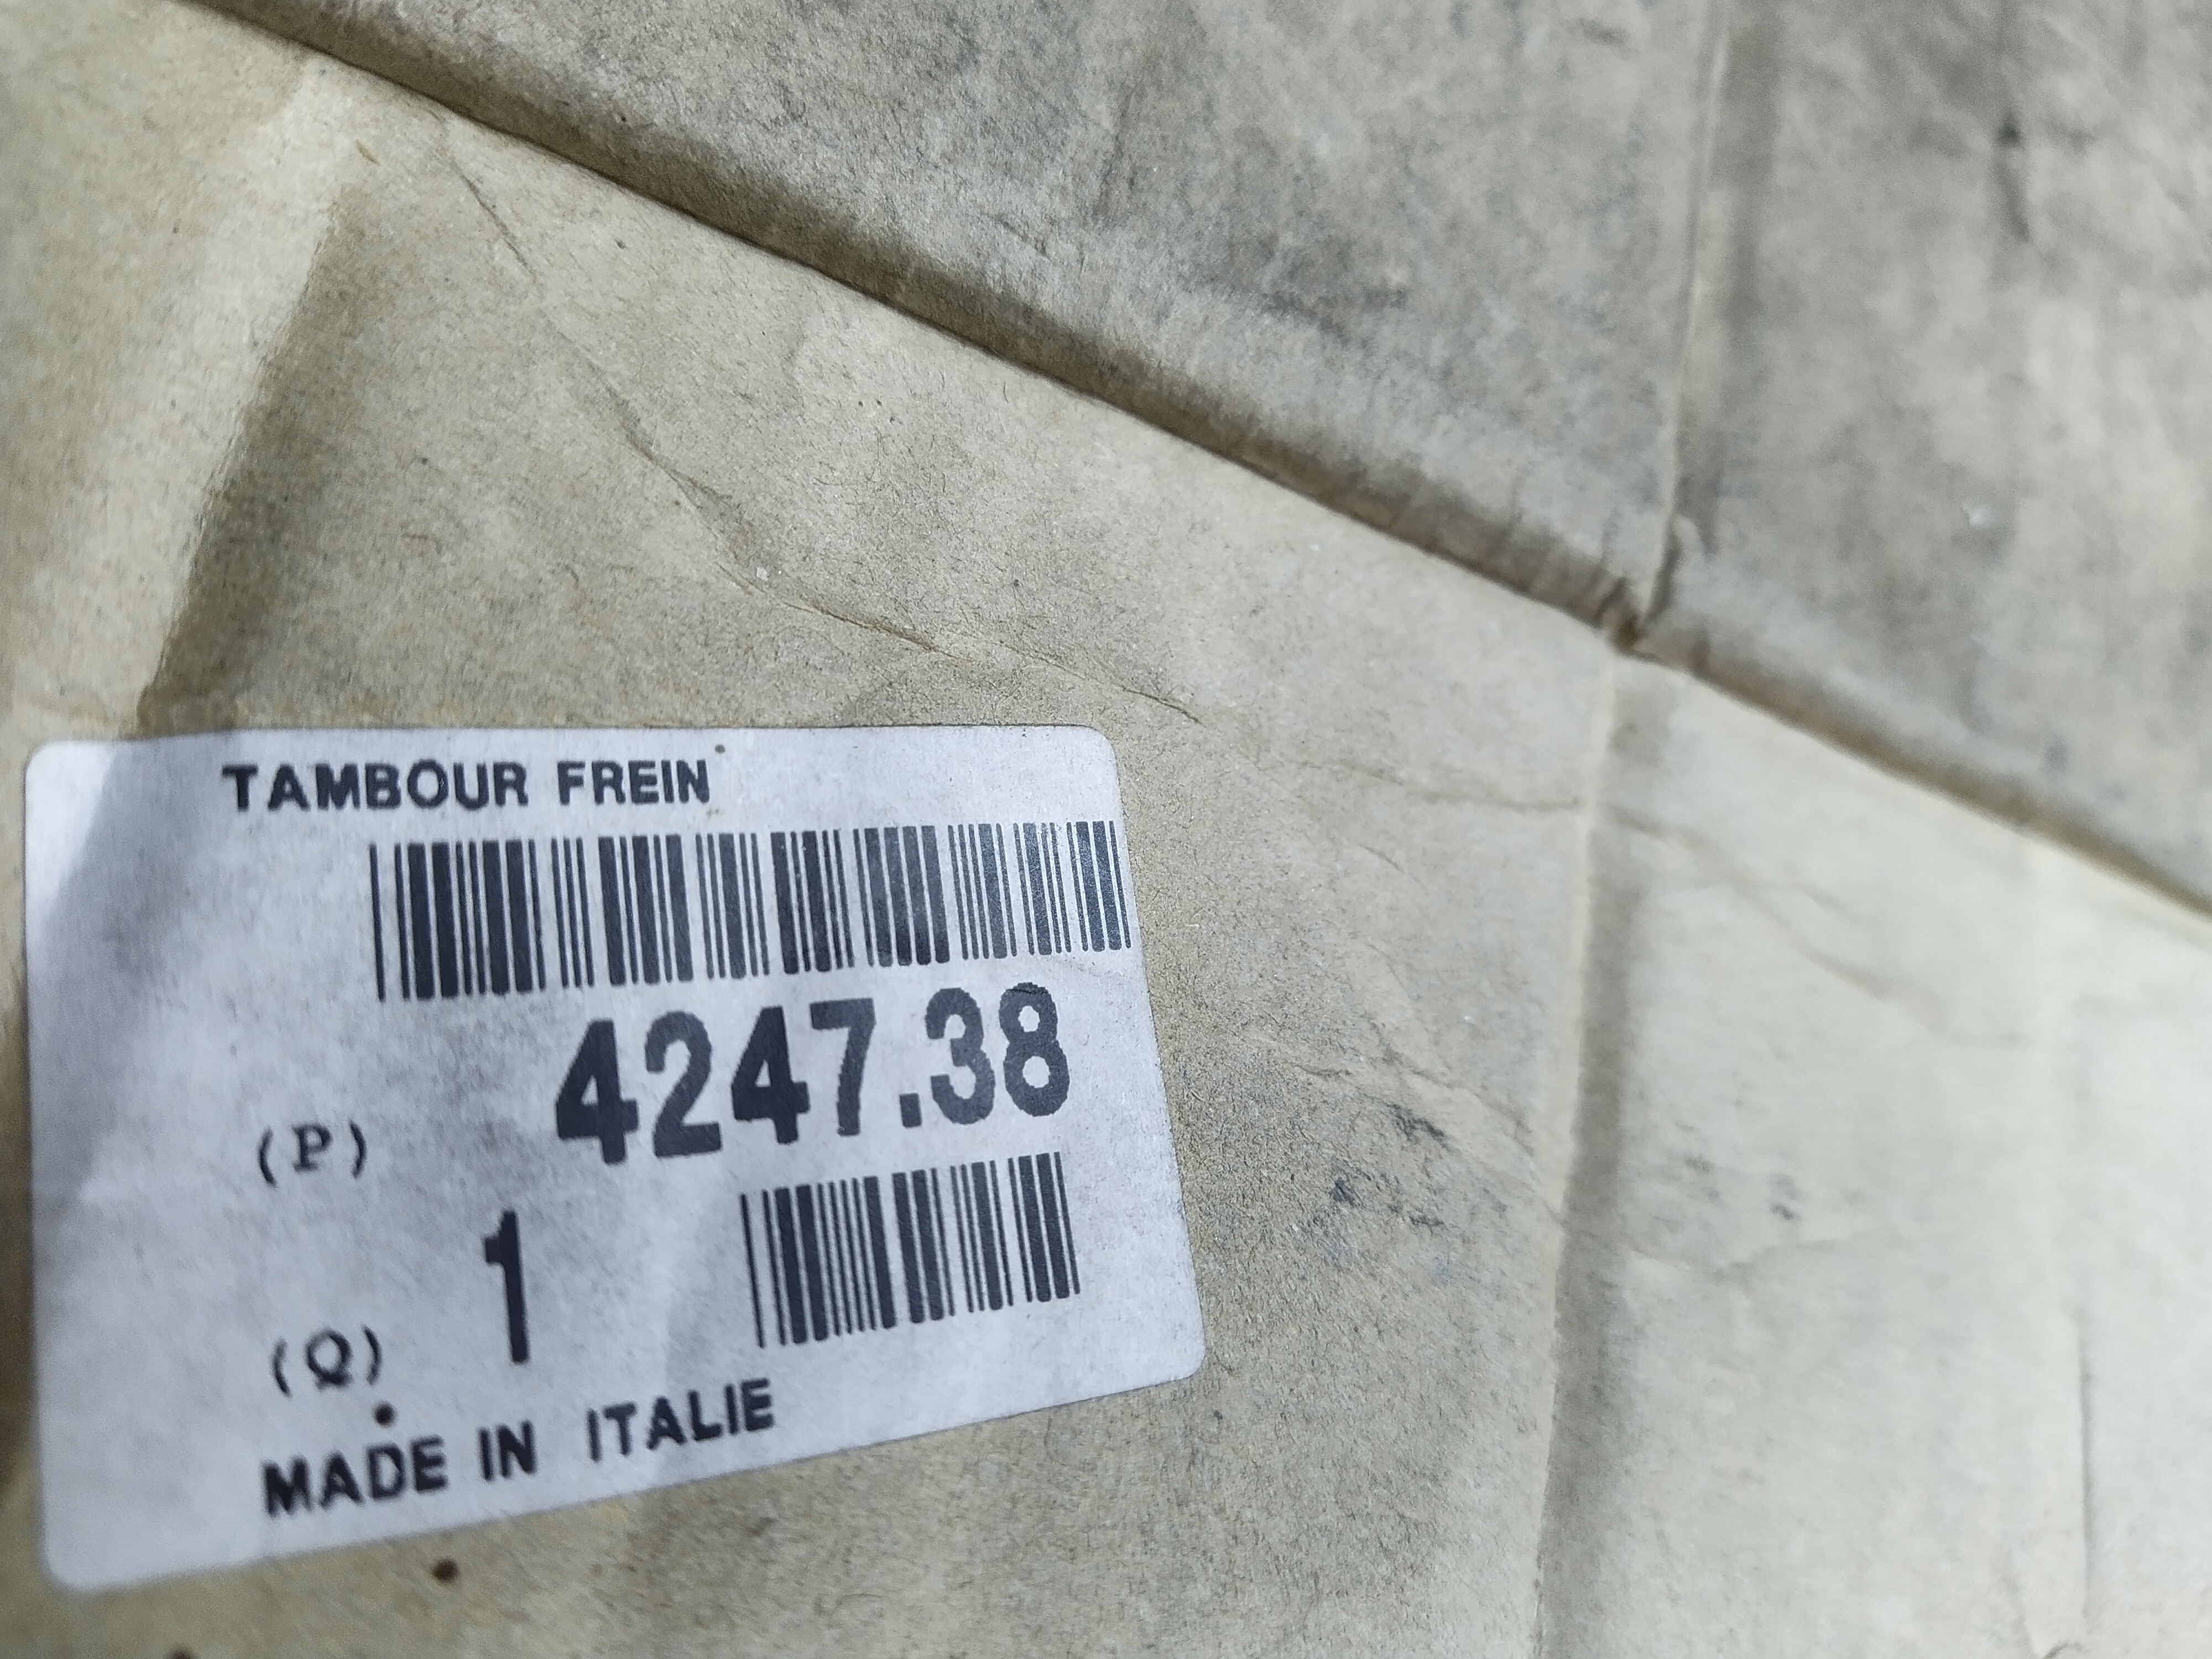 TAMBOUR FREIN
(P) 4247.38
(Q) 1
MADE IN ITALIE